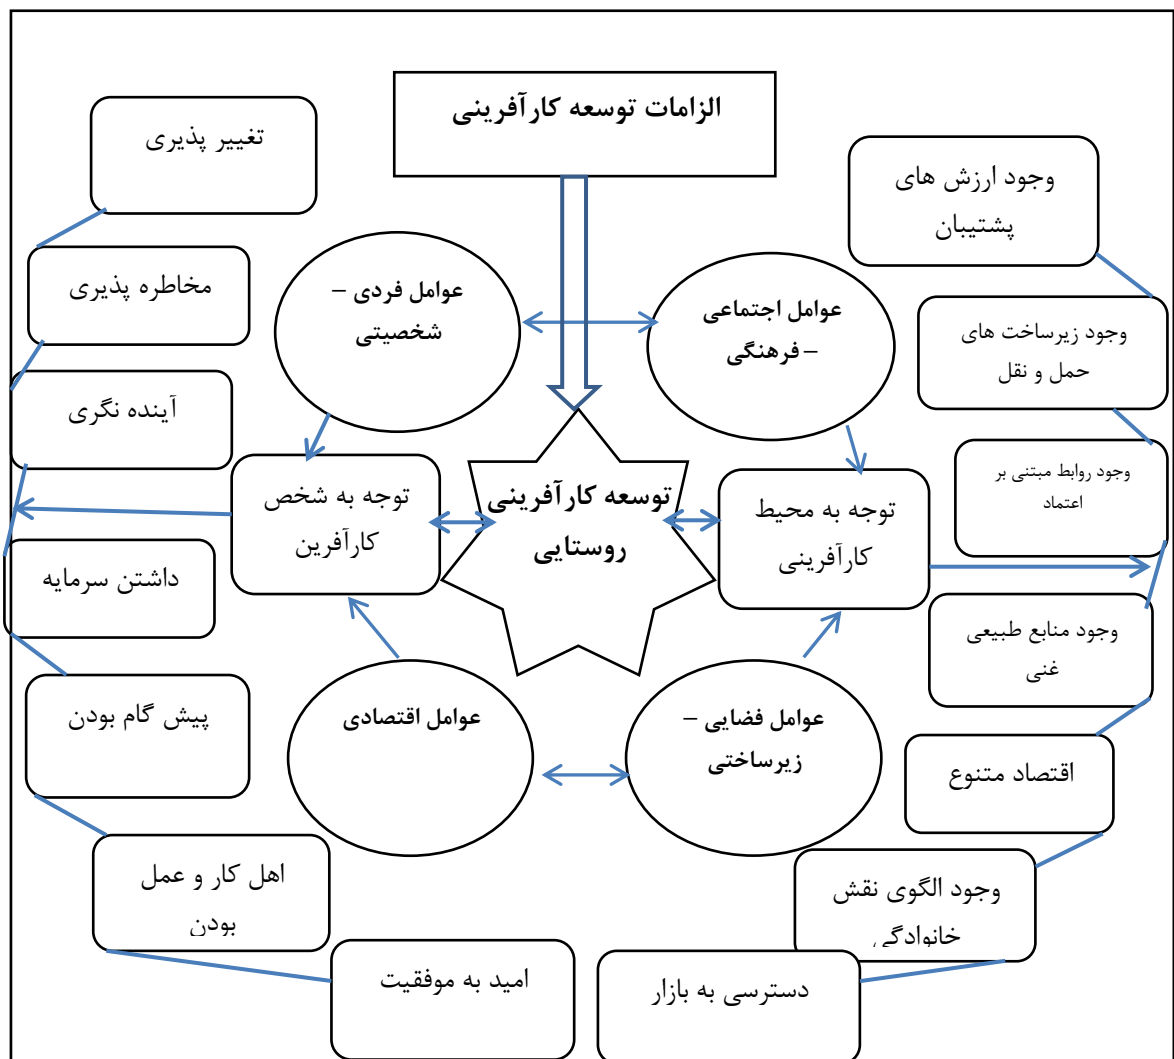 الزامات توسعه کارآفرینی
تغییر پذیری
وجود ارزش های
پشتیبان
مخاطره پذیری
عوامل فردی –
شخصیتی
عوامل اجتماعی
– فرهنگی
وجود زیرساخت های
حمل و نقل
آینده نگری
توجه به شخص
کارآفرین
توسعه کارآفرینی
روستایی
توجه به محیط
کارآفرینی
وجود روابط مبتنی بر
اعتماد
داشتن سرمایه
وجود منابع طبیعی
غنی
پیش گام بودن
عوامل اقتصادی
عوامل فضایی –
زیرساختی
اقتصاد متنوع
اهل کار و عمل
بودن
وجود الگوی نقش
خانوادگی
امید به موفقیت
دسترسی به بازار